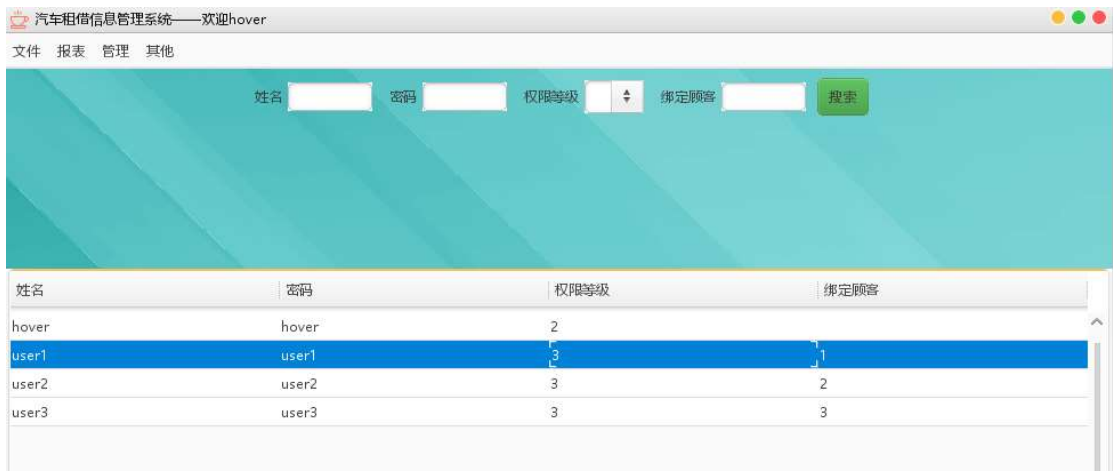 汽车租借信息管理系统——欢迎hover
文件 报表 管理 其他
姓名 密码 权限等级 绑定顾客 搜索
姓名 密码 权限等级 绑定顾客
hover hover 2
user1 user1 3 1
user2 user2 3 2
user3 user3 3 3